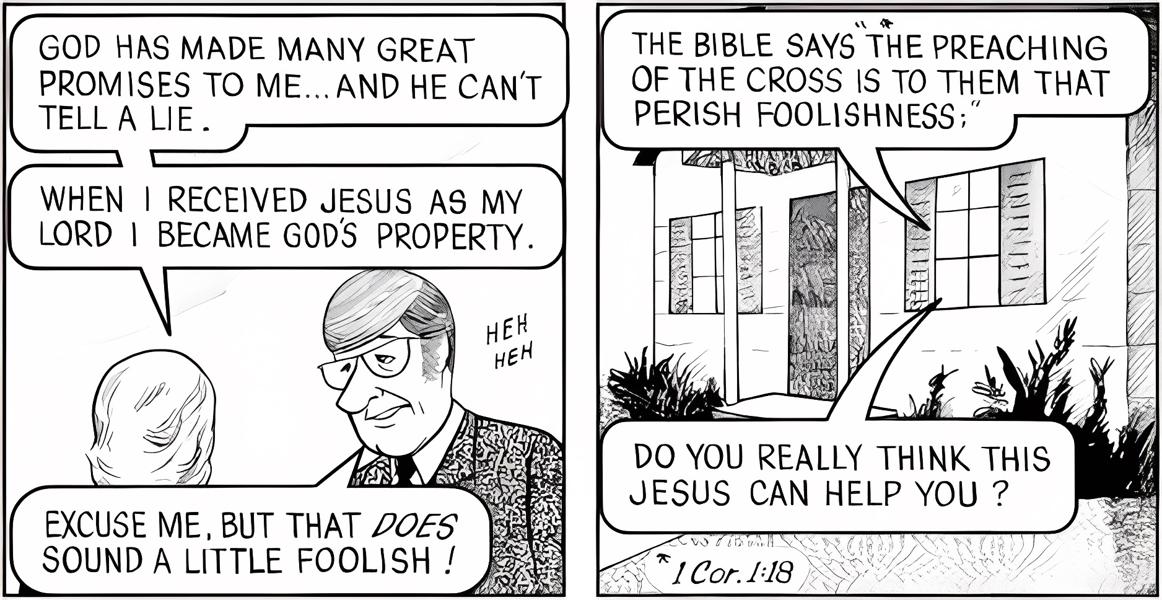 GOD HAS MADE MANY GREAT
PROMISES TO ME...AND HE CAN'T
TELL A LIE.
WHEN I RECEIVED JESUS AS MY
LORD I BECAME GOD'S PROPERTY.
HEH
HEH
EXCUSE ME, BUT THAT DOES
SOUND A LITTLE FOOLISH!
THE BIBLE SAYS "*THE PREACHING
OF THE CROSS IS TO THEM THAT
PERISH FOOLISHNESS;"
DO YOU REALLY THINK THIS
JESUS CAN HELP YOU?
*1 Cor. 1:18